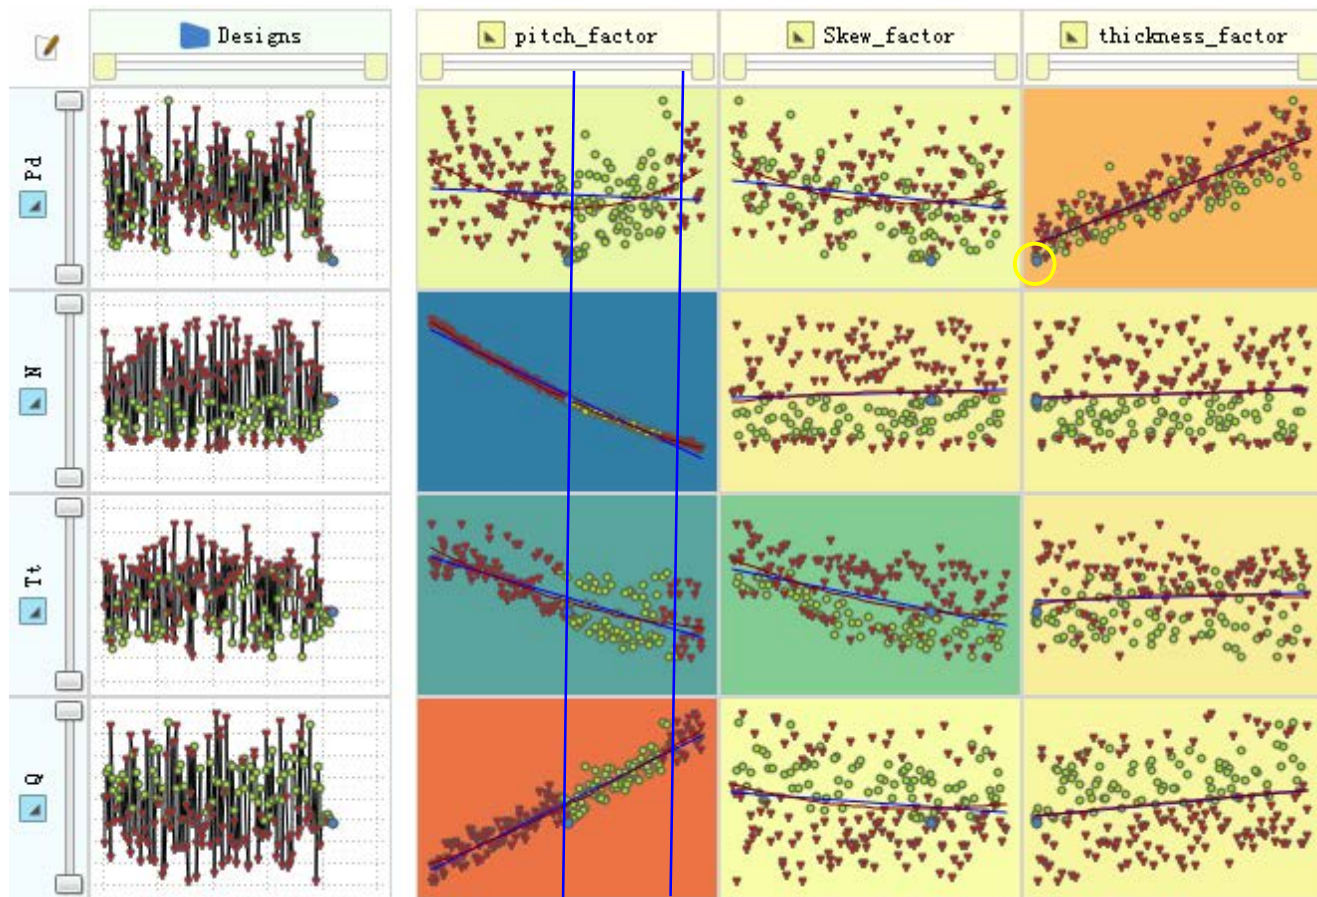 Designs
pitch_factor
Skew_factor
thickness_factor
Pd
N
Tt
Q